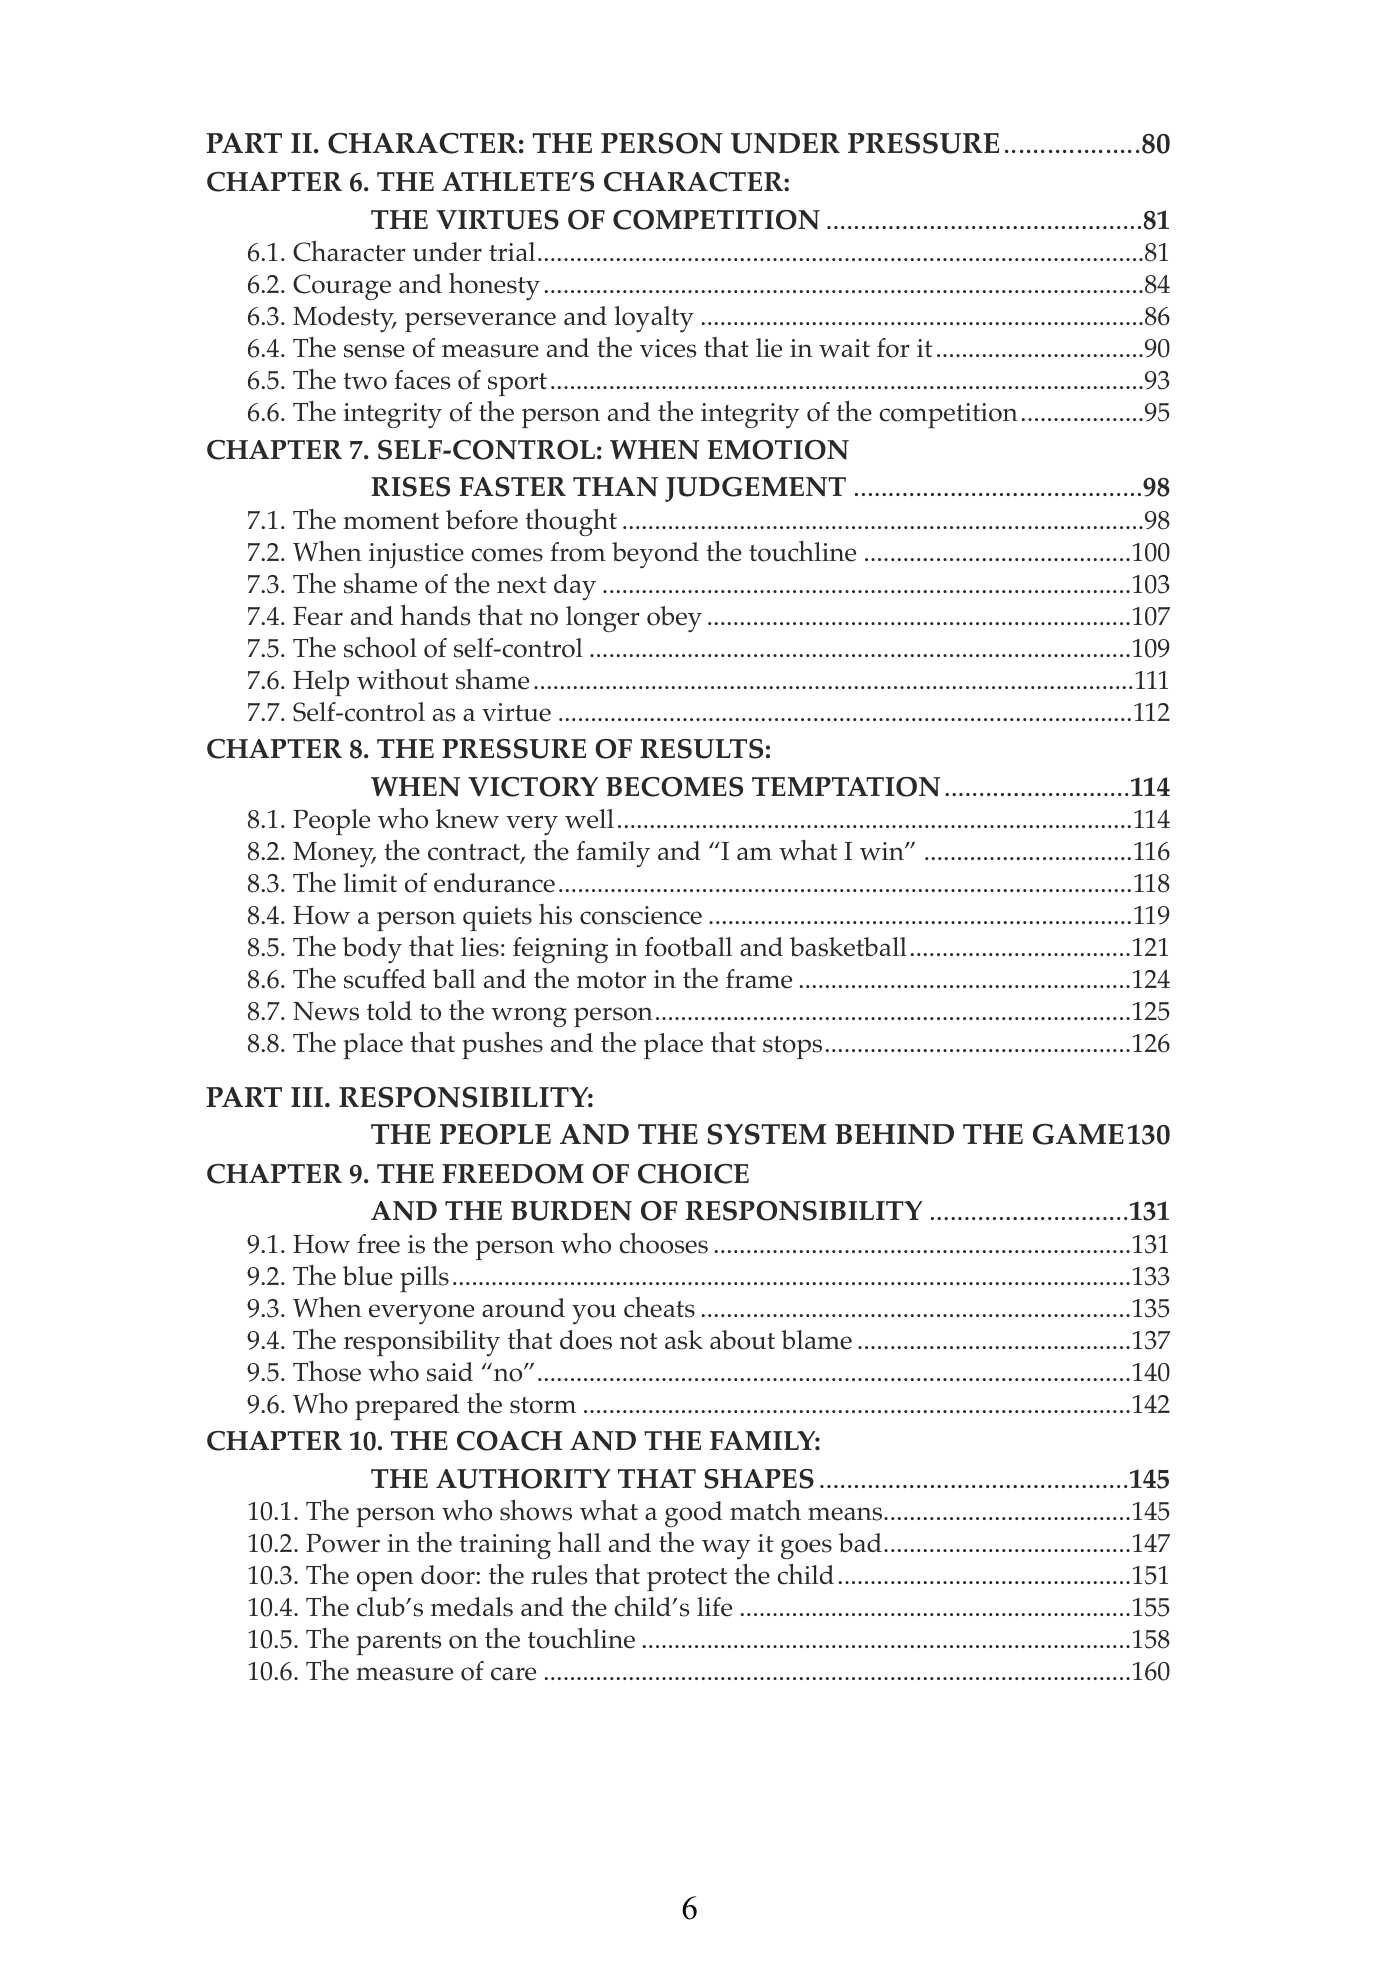 PART II. CHARACTER: THE PERSON UNDER PRESSURE...................80
CHAPTER 6. THE ATHLETE’S CHARACTER:
THE VIRTUES OF COMPETITION ..............................................81
6.1. Character under trial.............................................................................................81
6.2. Courage and honesty............................................................................................84
6.3. Modesty, perseverance and loyalty ....................................................................86
6.4. The sense of measure and the vices that lie in wait for it................................90
6.5. The two faces of sport...........................................................................................93
6.6. The integrity of the person and the integrity of the competition...................95
CHAPTER 7. SELF-CONTROL: WHEN EMOTION
RISES FASTER THAN JUDGEMENT ..........................................98
7.1. The moment before thought ................................................................................98
7.2. When injustice comes from beyond the touchline .........................................100
7.3. The shame of the next day .................................................................................103
7.4. Fear and hands that no longer obey .................................................................107
7.5. The school of self-control ...................................................................................109
7.6. Help without shame............................................................................................111
7.7. Self-control as a virtue ........................................................................................112
CHAPTER 8. THE PRESSURE OF RESULTS:
WHEN VICTORY BECOMES TEMPTATION...........................114
8.1. People who knew very well...............................................................................114
8.2. Money, the contract, the family and “I am what I win” ................................116
8.3. The limit of endurance........................................................................................118
8.4. How a person quiets his conscience .................................................................119
8.5. The body that lies: feigning in football and basketball..................................121
8.6. The scuffed ball and the motor in the frame ...................................................124
8.7. News told to the wrong person.........................................................................125
8.8. The place that pushes and the place that stops...............................................126
PART III. RESPONSIBILITY:
THE PEOPLE AND THE SYSTEM BEHIND THE GAME130
CHAPTER 9. THE FREEDOM OF CHOICE
AND THE BURDEN OF RESPONSIBILITY .............................131
9.1. How free is the person who chooses ................................................................131
9.2. The blue pills........................................................................................................133
9.3. When everyone around you cheats ..................................................................135
9.4. The responsibility that does not ask about blame ..........................................137
9.5. Those who said “no”...........................................................................................140
9.6. Who prepared the storm ....................................................................................142
CHAPTER 10. THE COACH AND THE FAMILY:
THE AUTHORITY THAT SHAPES .............................................145
10.1. The person who shows what a good match means......................................145
10.2. Power in the training hall and the way it goes bad......................................147
10.3. The open door: the rules that protect the child.............................................151
10.4. The club’s medals and the child’s life ............................................................155
10.5. The parents on the touchline ...........................................................................158
10.6. The measure of care ..........................................................................................160
6